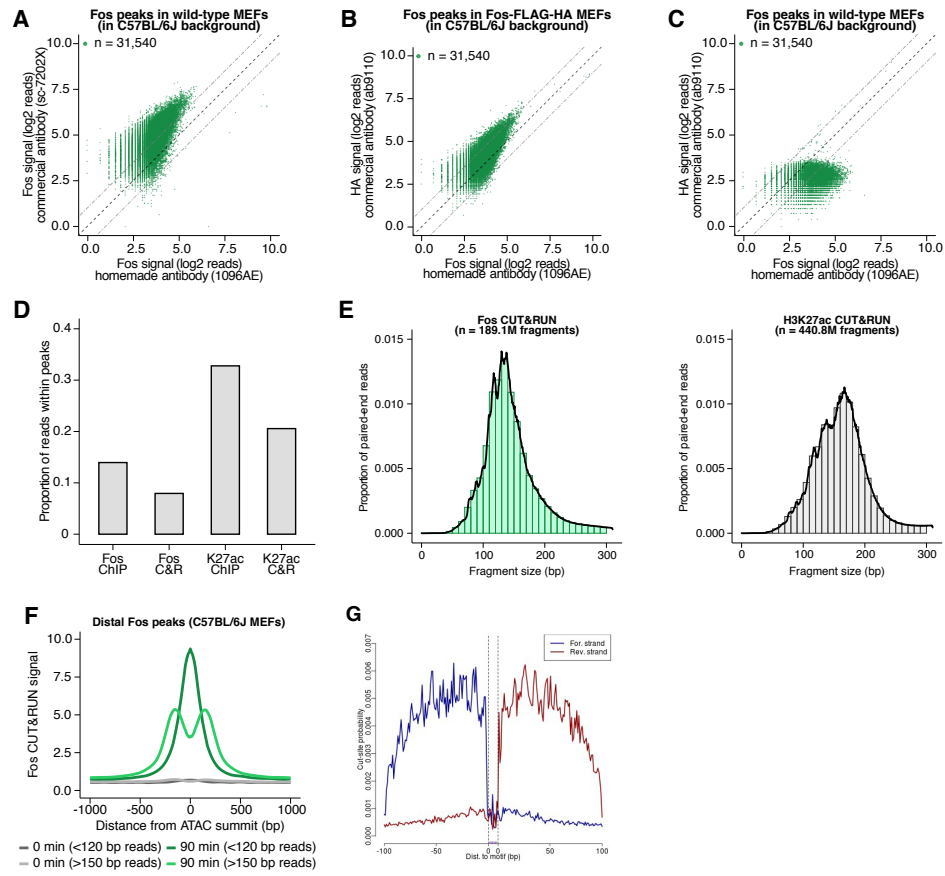 A
Fos peaks in wild-type MEFs
(in C57BL/6J background)
n = 31,540
10.0
7.5
5.0
2.5
0.0
Fos signal (log2 reads)
commercial antibody (sc-7202X)
0.0 2.5 5.0 7.5 10.0
Fos signal (log2 reads)
homemade antibody (1096AE)
B
Fos peaks in Fos-FLAG-HA MEFs
(in C57BL/6J background)
n = 31,540
10.0
7.5
5.0
2.5
0.0
HA signal (log2 reads)
commercial antibody (ab9110)
0.0 2.5 5.0 7.5 10.0
Fos signal (log2 reads)
homemade antibody (1096AE)
C
Fos peaks in wild-type MEFs
(in C57BL/6J background)
n = 31,540
10.0
7.5
5.0
2.5
0.0
HA signal (log2 reads)
commercial antibody (ab9110)
0.0 2.5 5.0 7.5 10.0
Fos signal (log2 reads)
homemade antibody (1096AE)
D
0.4
0.3
0.2
0.1
0
Proportion of reads within peaks
Fos ChIP
Fos C&R
K27ac ChIP
K27ac C&R
E
Fos CUT&RUN
(n = 189.1M fragments)
0.015
0.010
0.005
0.000
Proportion of paired-end reads
0 100 200 300
Fragment size (bp)
H3K27ac CUT&RUN
(n = 440.8M fragments)
0.015
0.010
0.005
0.000
Proportion of paired-end reads
0 100 200 300
Fragment size (bp)
F
Distal Fos peaks (C57BL/6J MEFs)
10.0
7.5
5.0
2.5
0.0
Fos CUT&RUN signal
-1000 -500 0 500 1000
Distance from ATAC summit (bp)
0 min (<120 bp reads) 90 min (<120 bp reads)
0 min (>150 bp reads) 90 min (>150 bp reads)
G
For. strand
Rev. strand
0.007
0.006
0.005
0.004
0.003
0.002
0.001
0.000
Cut-site probability
-100 -50 0 0 50 100
Dist. to motif (bp)